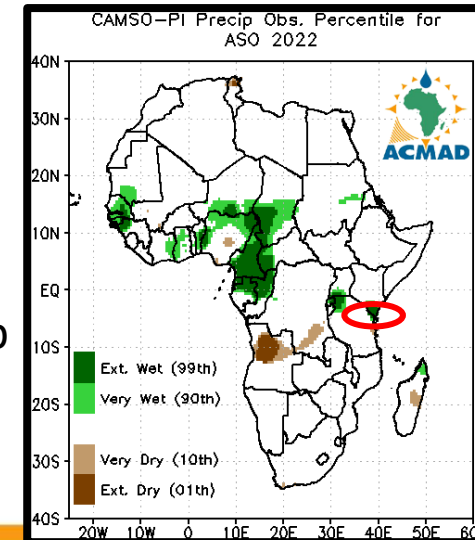 CAMSO-PI Precip Obs. Percentile for
ASO 2022
ACMAD
40N
30N
20N
10N
EQ
10S
20S
30S
40S
Ext. Wet (99th)
Very Wet (90th)
Very Dry (10th)
Ext. Dry (01th)
20W 10W 0 10E 20E 30E 40E 50E